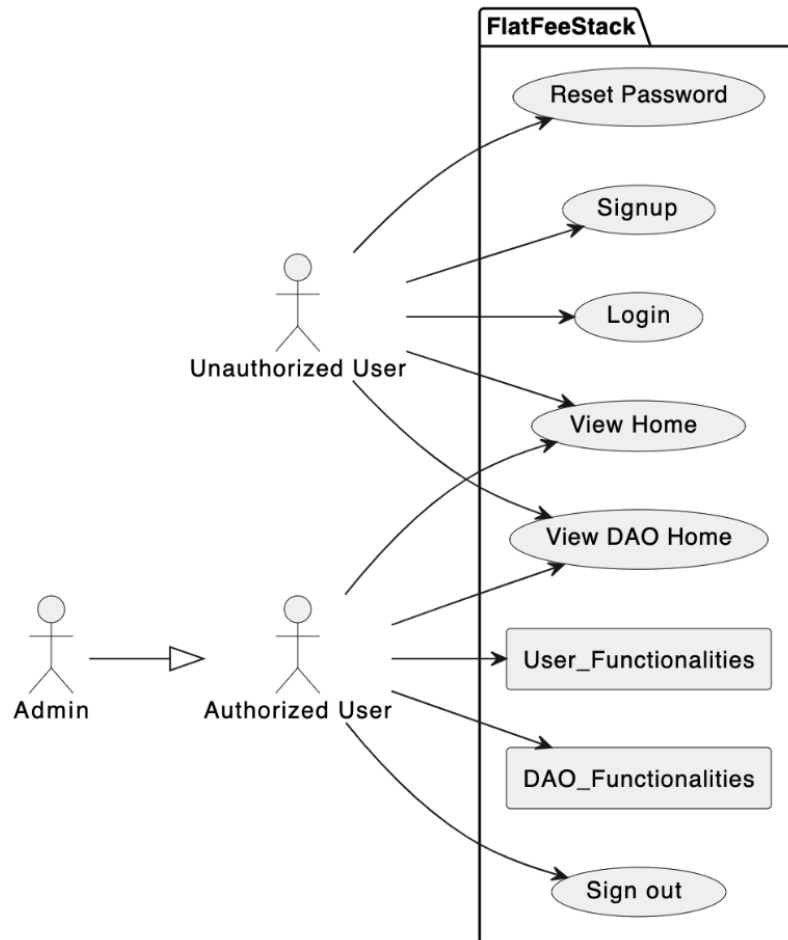 FlatFeeStack
Reset Password
Signup
Login
Unauthorized User
View Home
View DAO Home
User_Functionalities
Admin
Authorized User
DAO_Functionalities
Sign out